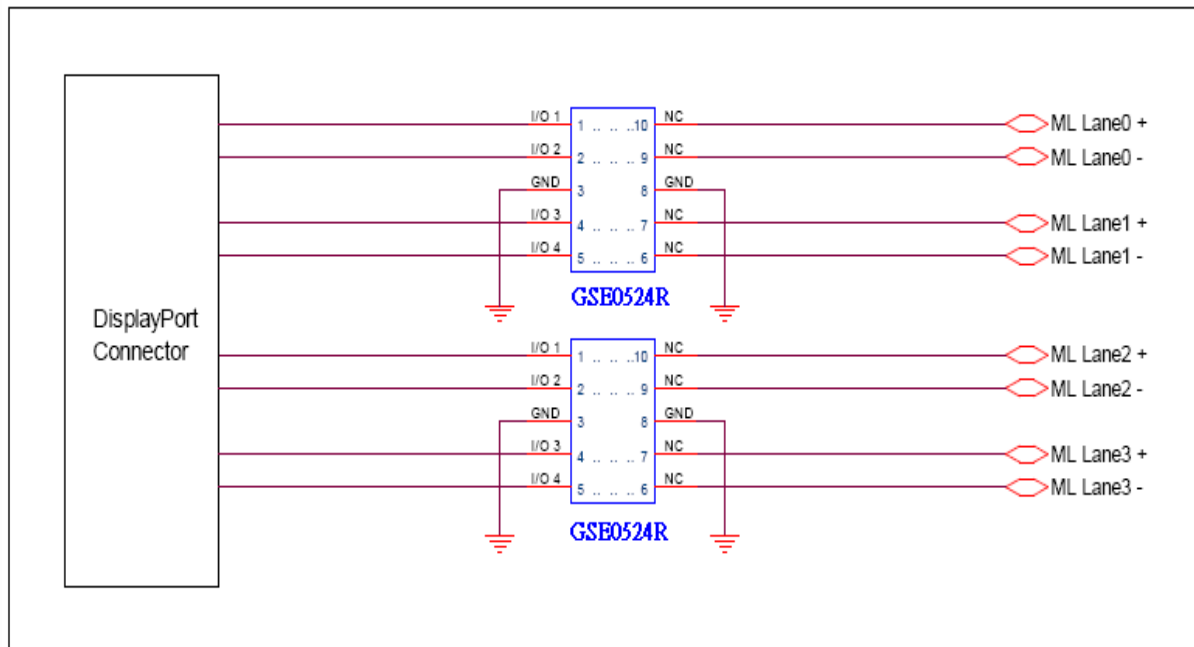 I/O 1 1 .. .. ..10 NC ML Lane0 +
I/O 2 2 .. .. .. 9 NC ML Lane0 -
GND 3 8 GND
I/O 3 4 .. .. .. 7 NC ML Lane1 +
I/O 4 5 .. .. .. 6 NC ML Lane1 -
GSE0524R
DisplayPort
Connector
I/O 1 1 .. .. ..10 NC ML Lane2 +
I/O 2 2 .. .. .. 9 NC ML Lane2 -
GND 3 8 GND
I/O 3 4 .. .. .. 7 NC ML Lane3 +
I/O 4 5 .. .. .. 6 NC ML Lane3 -
GSE0524R